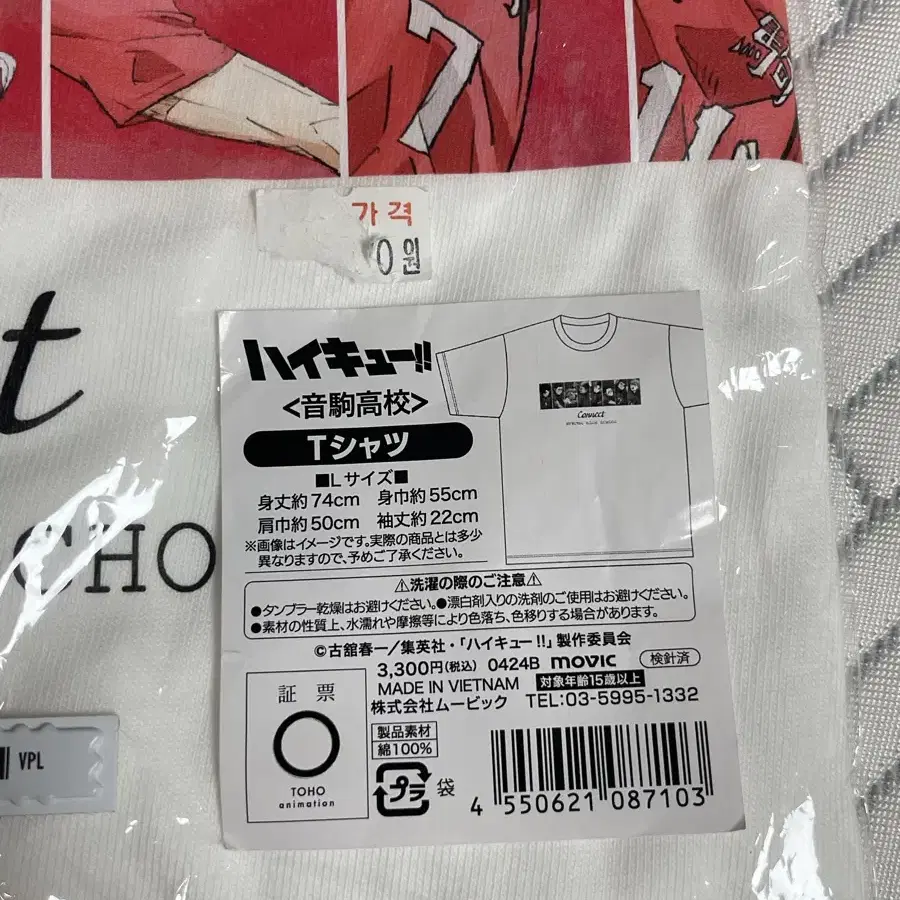 가격
0원
t
CHO
ハイキュー!!
<音駒高校>
Tシャツ
■Lサイズ■
身丈約74cm 身巾約55cm
肩巾約50cm 袖丈約22cm
※画像はイメージです。実際の商品とは多少
異なりますので、予めご了承ください。
Connect
⚠洗濯の際のご注意⚠
●タンブラー乾燥はお避けください。●漂白剤入りの洗剤のご使用はお避けください。
●素材の性質上、水濡れや摩擦等により色落ち、色移りする場合があります。
©古舘春一/集英社・「ハイキュー!!」製作委員会
3,300円(税込) 0424B movic 検針済
MADE IN VIETNAM 対象年齢15歳以上
株式会社ムービック TEL:03-5995-1332
証票
TOHO
animation
製品素材
綿100%
プラ 袋
4 550621 087103
VPL